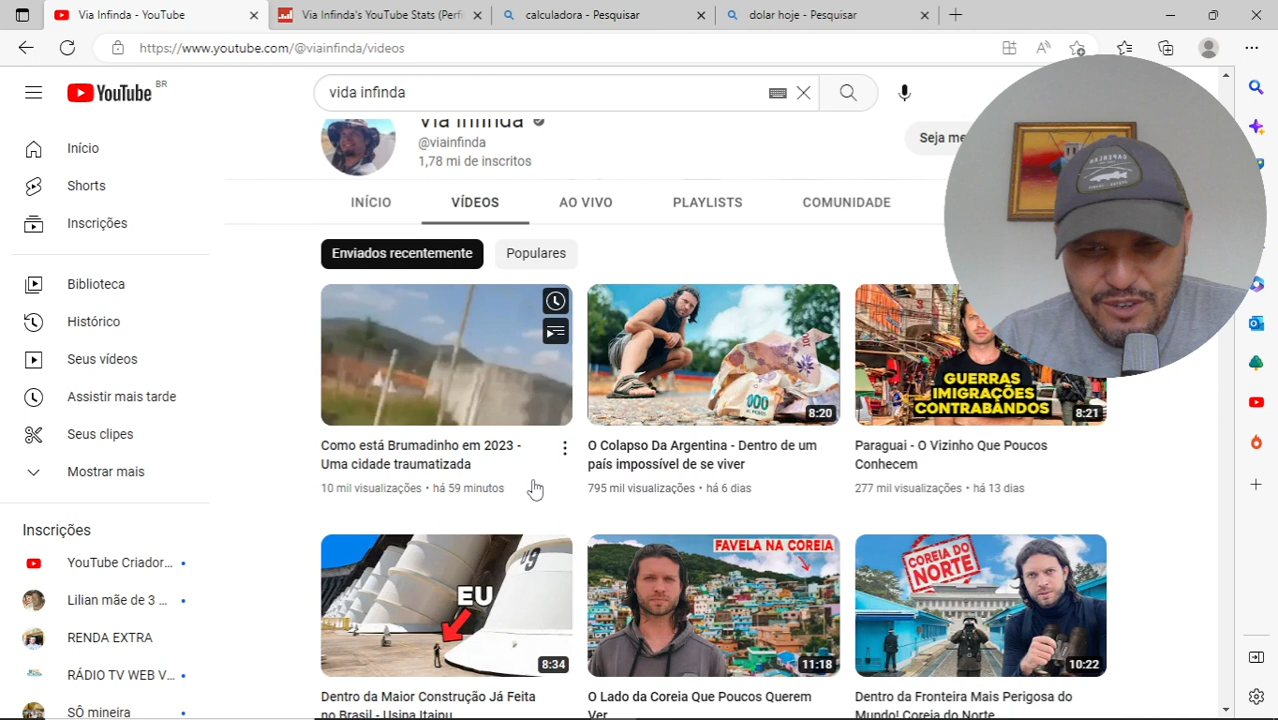 Via Infinda - YouTube
Via Infinda's YouTube Stats (Perfi
calculadora - Pesquisar
dolar hoje - Pesquisar
https://www.youtube.com/@viainfinda/videos
YouTube BR
vida infinda
Via Infinda
@viainfinda
1,78 mi de inscritos
Seja me
INÍCIO
VÍDEOS
AO VIVO
PLAYLISTS
COMUNIDADE
Enviados recentemente
Populares
Início
Shorts
Inscrições
Biblioteca
Histórico
Seus vídeos
Assistir mais tarde
Seus clipes
Mostrar mais
Inscrições
YouTube Criador...
Lilian mãe de 3 ...
RENDA EXTRA
RÁDIO TV WEB V...
SÔ mineira
Como está Brumadinho em 2023 -
Uma cidade traumatizada
10 mil visualizações • há 59 minutos
8:20
O Colapso Da Argentina - Dentro de um
país impossível de se viver
795 mil visualizações • há 6 dias
GUERRAS
IMIGRAÇÕES
CONTRABANDOS
8:21
Paraguai - O Vizinho Que Poucos
Conhecem
277 mil visualizações • há 13 dias
EU
8:34
Dentro da Maior Construção Já Feita
no Brasil - Usina Itaipu
FAVELA NA COREIA
11:18
O Lado da Coreia Que Poucos Querem
Ver
COREIA DO
NORTE
10:22
Dentro da Fronteira Mais Perigosa do
Mundo! Coreia do Norte